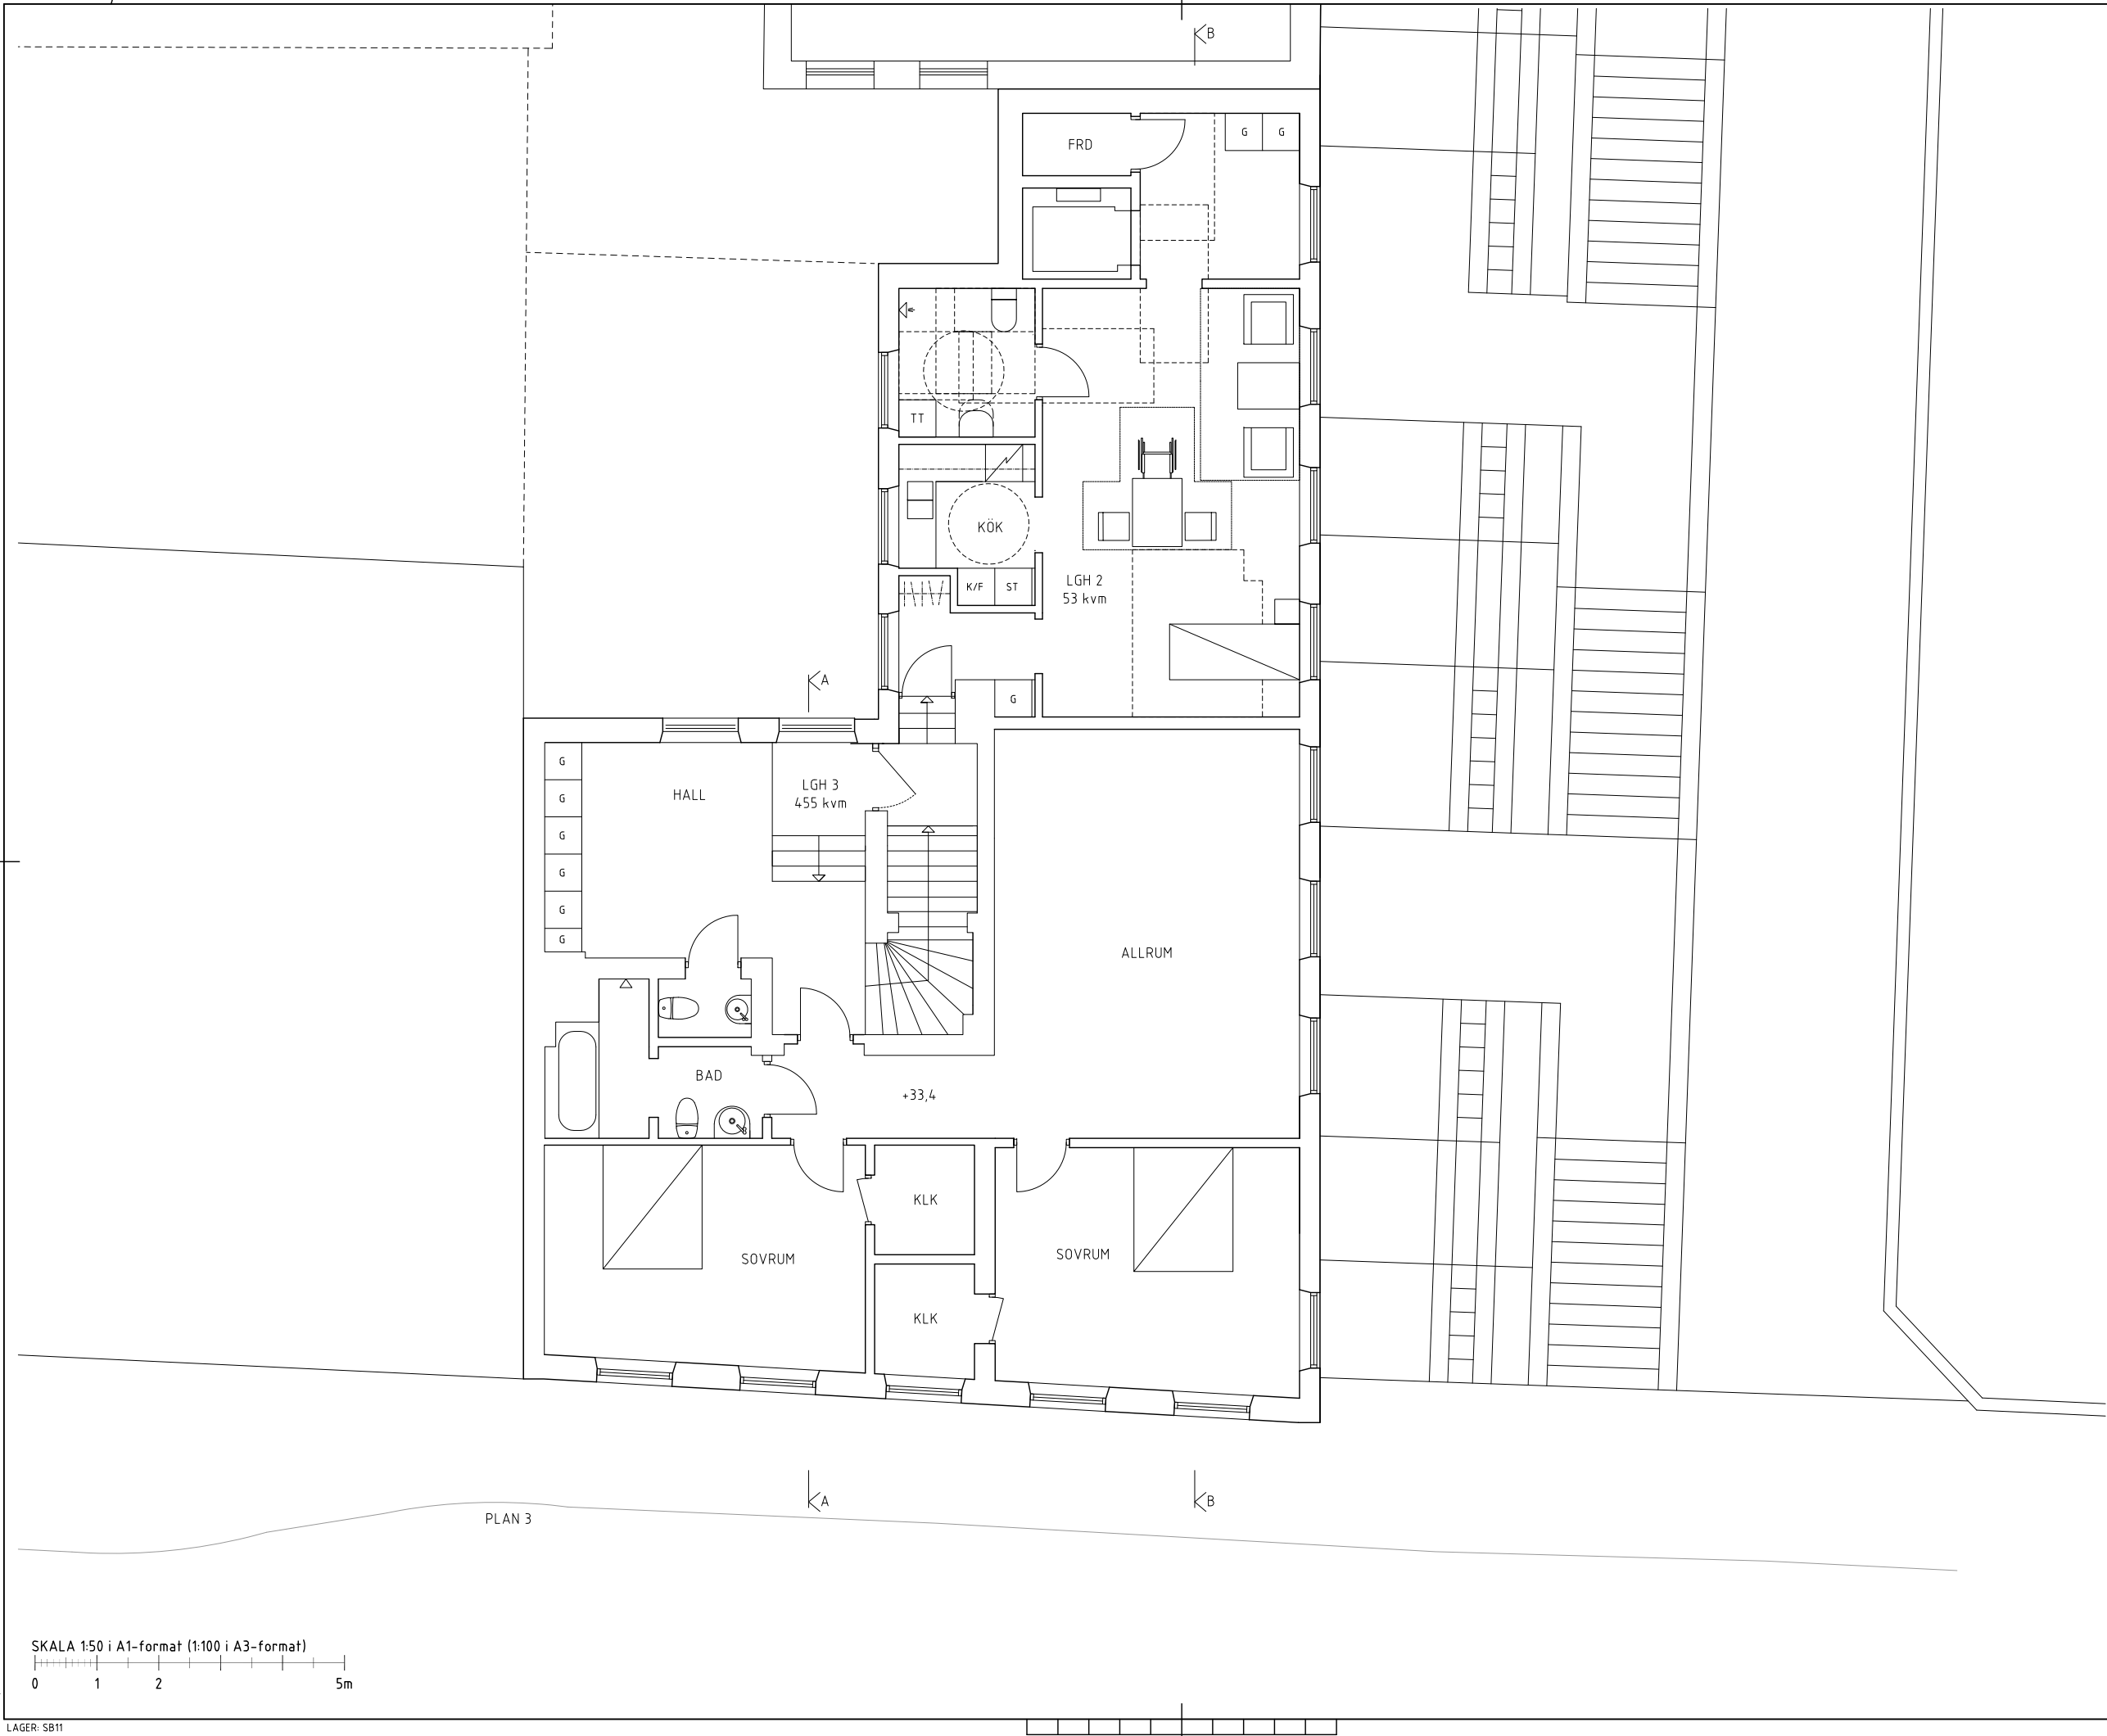 B
FRD
G
G
TT
KÖK
K/F
ST
LGH 2
53 kvm
A
G
G
G
G
G
G
G
HALL
LGH 3
455 kvm
ALLRUM
BAD
+33,4
KLK
SOVRUM
SOVRUM
KLK
A
B
PLAN 3
SKALA 1:50 i A1-format (1:100 i A3-format)
0 1 2 5m
LAGER: SB11